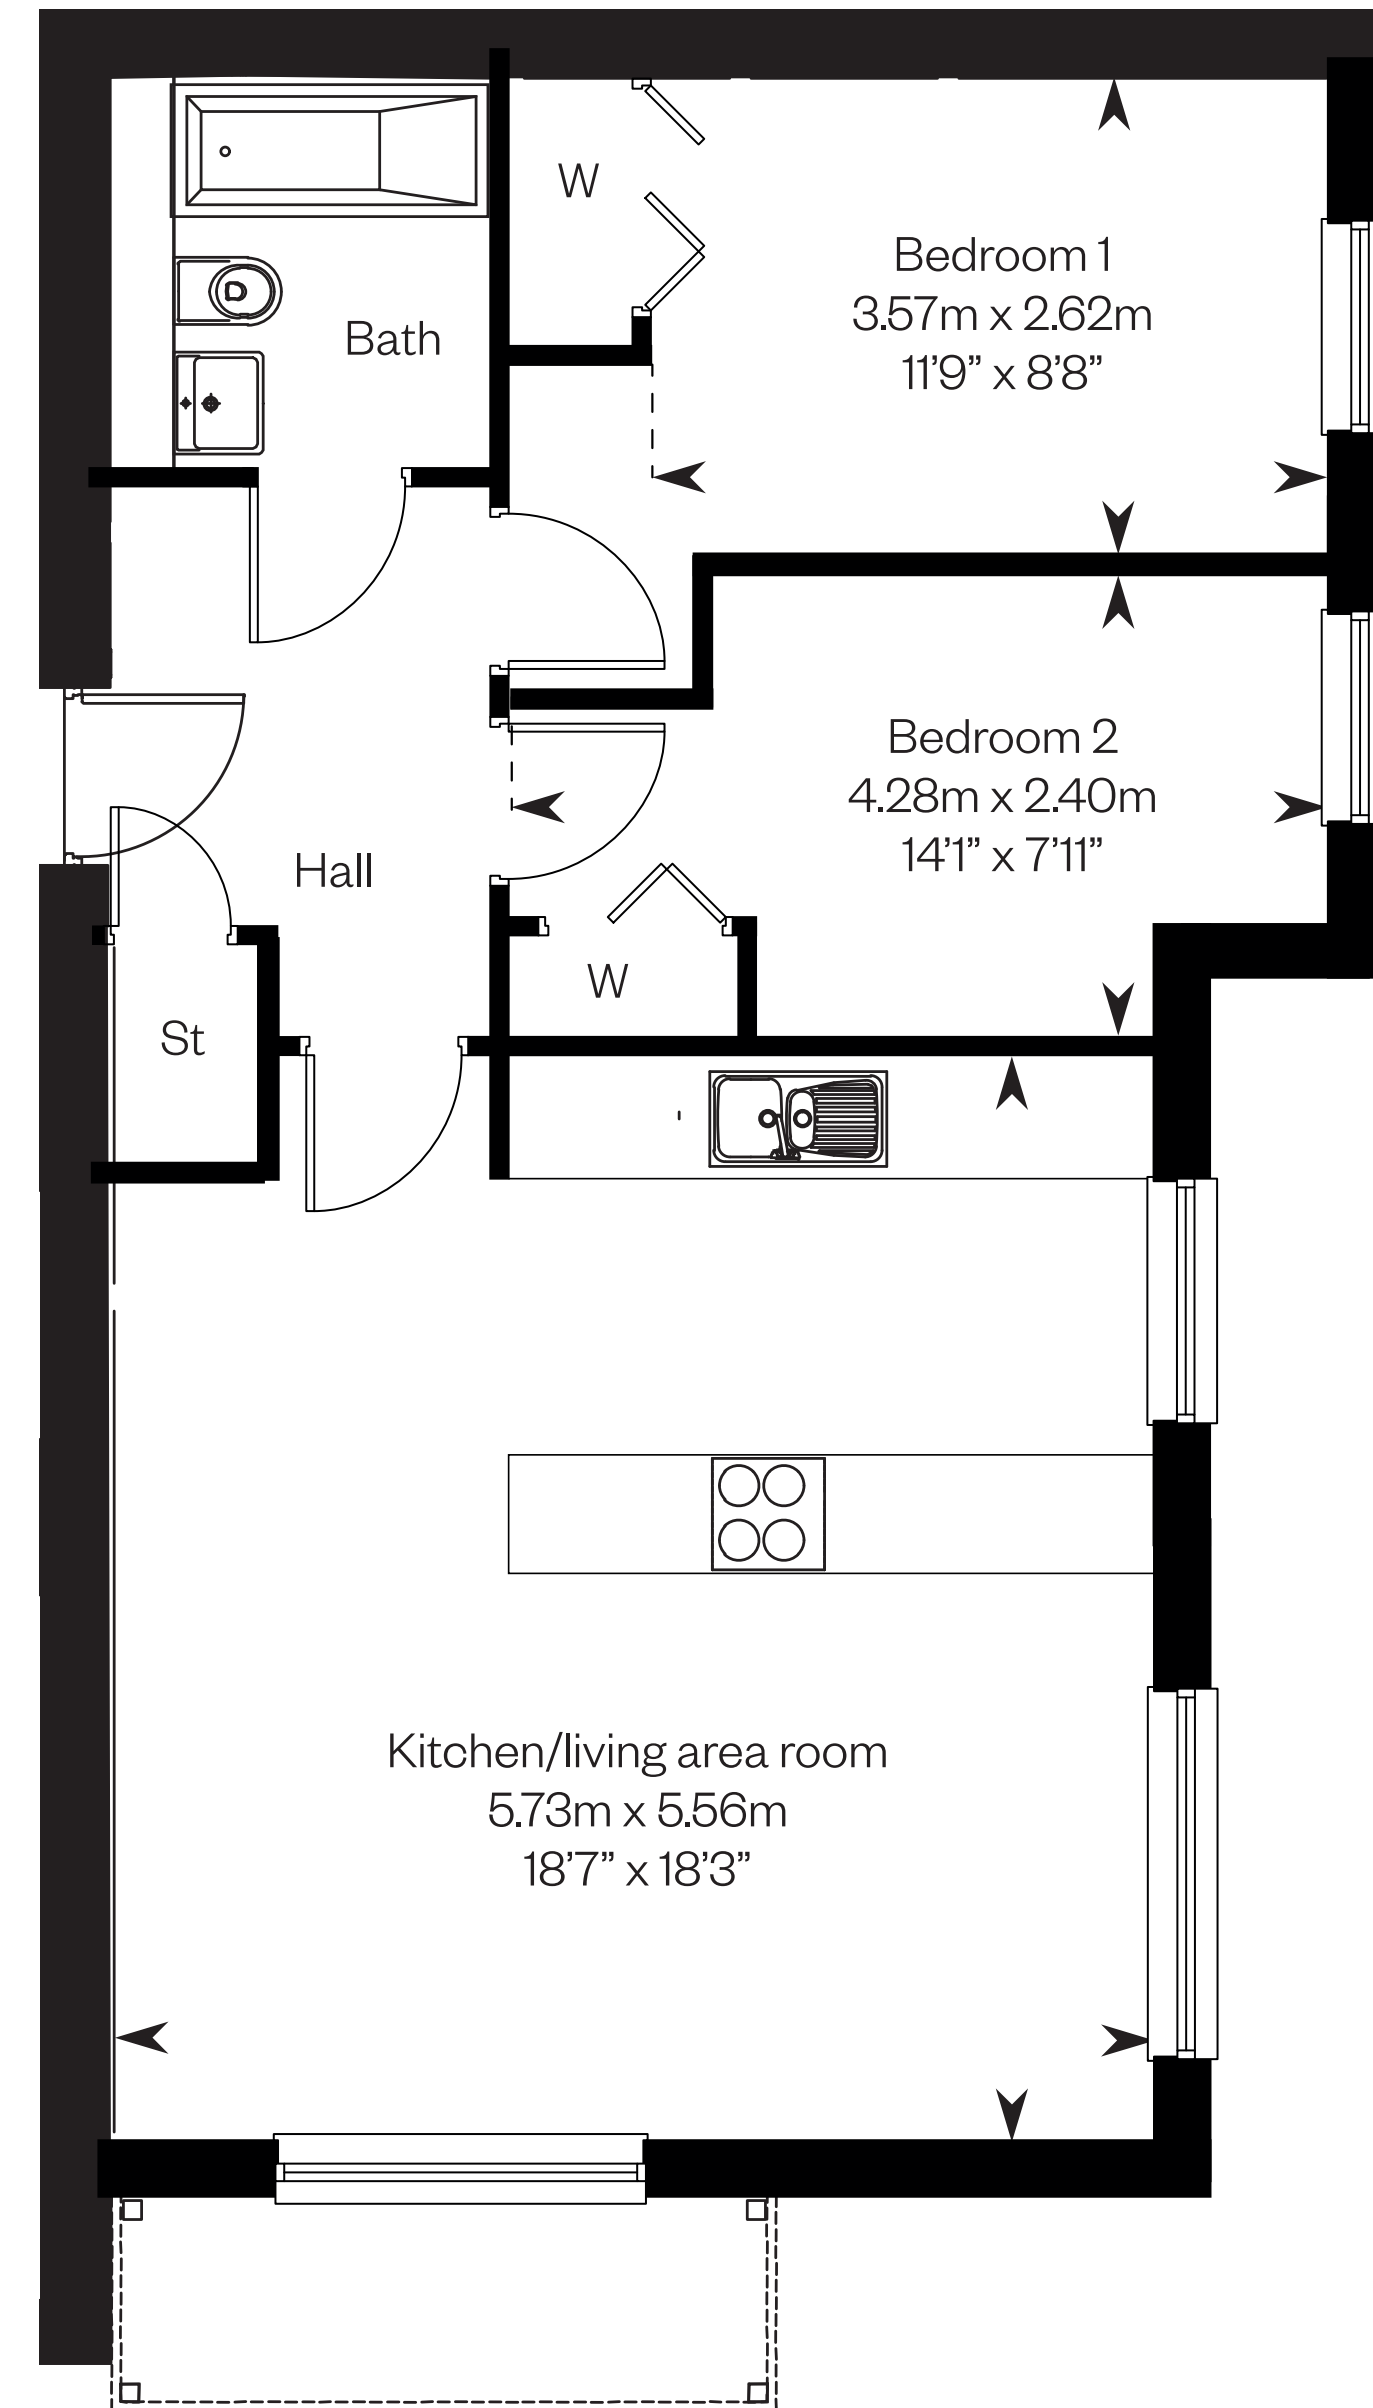 W
Bedroom 1
3.57m x 2.62m
11'9” x 8'8”
Bath
Bedroom 2
4.28m x 2.40m
14'1” x 7'11”
Hall
W
St
Kitchen/living area room
5.73m x 5.56m
18'7” x 18'3”